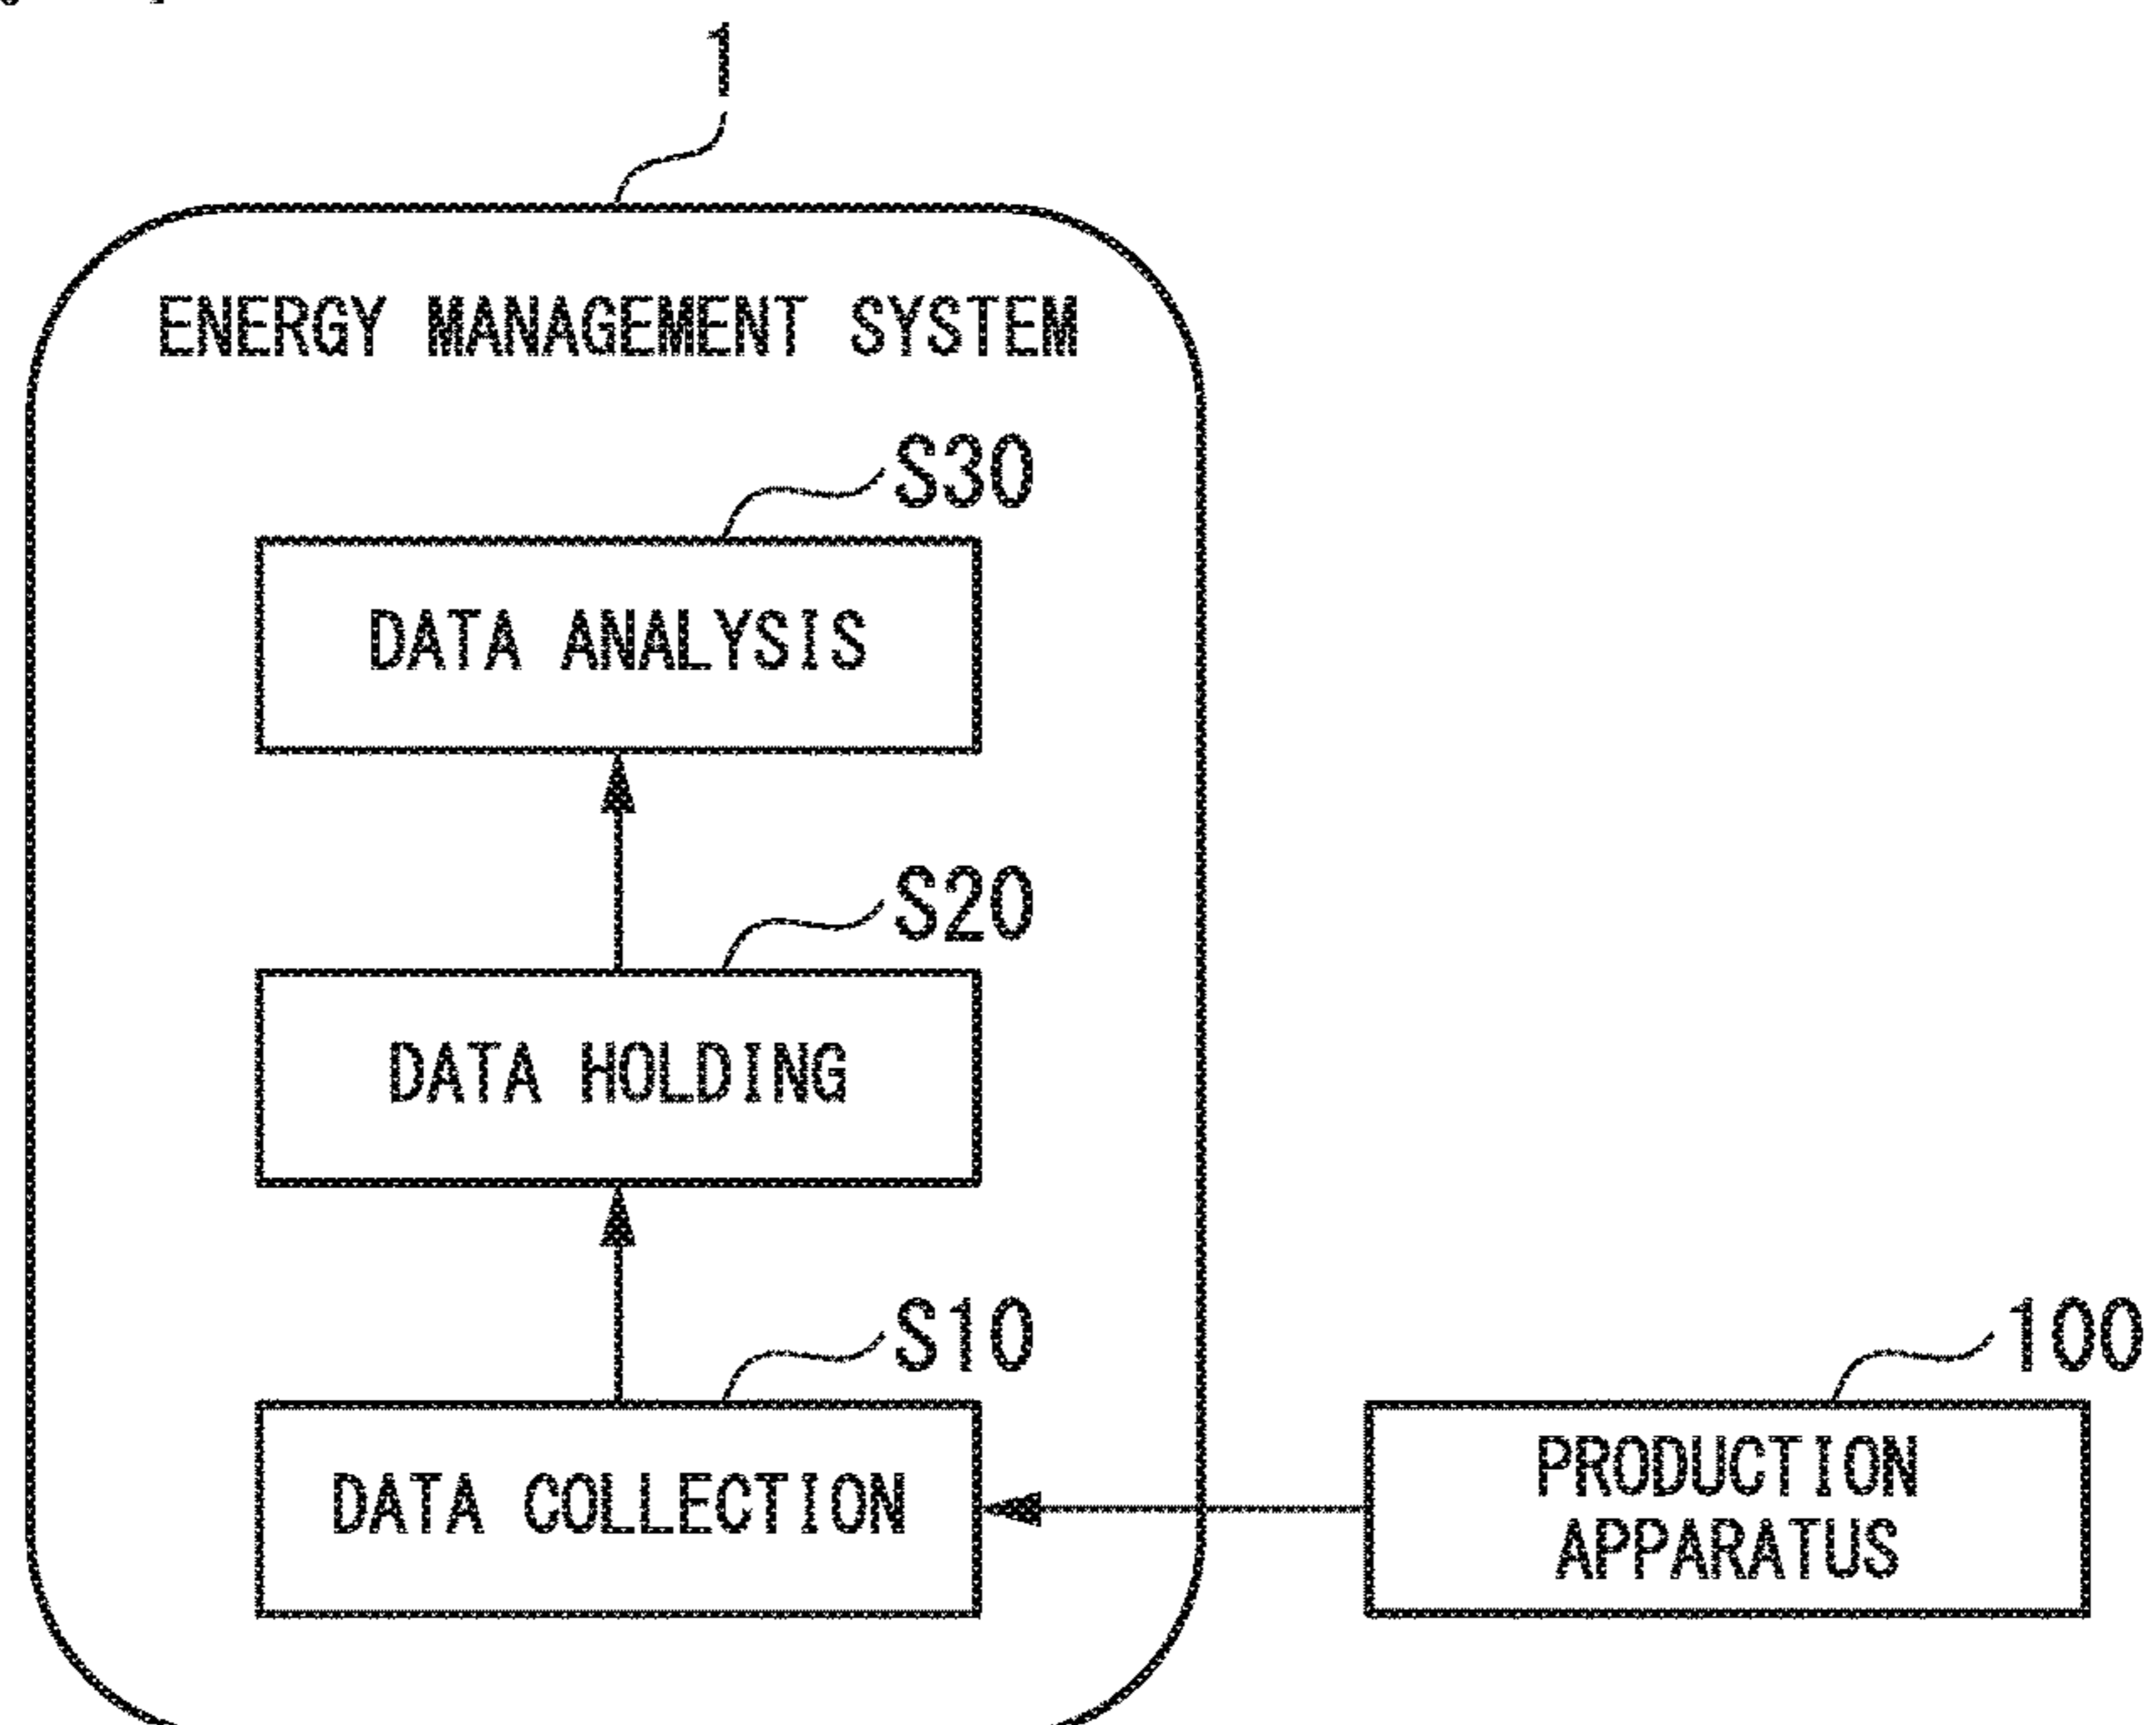 1
ENERGY MANAGEMENT SYSTEM
S30
DATA ANALYSIS
S20
DATA HOLDING
S10
DATA COLLECTION
100
PRODUCTION
APPARATUS